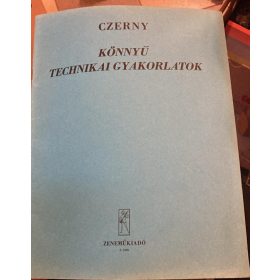 CZERNY
KÖNNYŰ
TECHNIKAI GYAKORLATOK
ZENEMŰKIADÓ